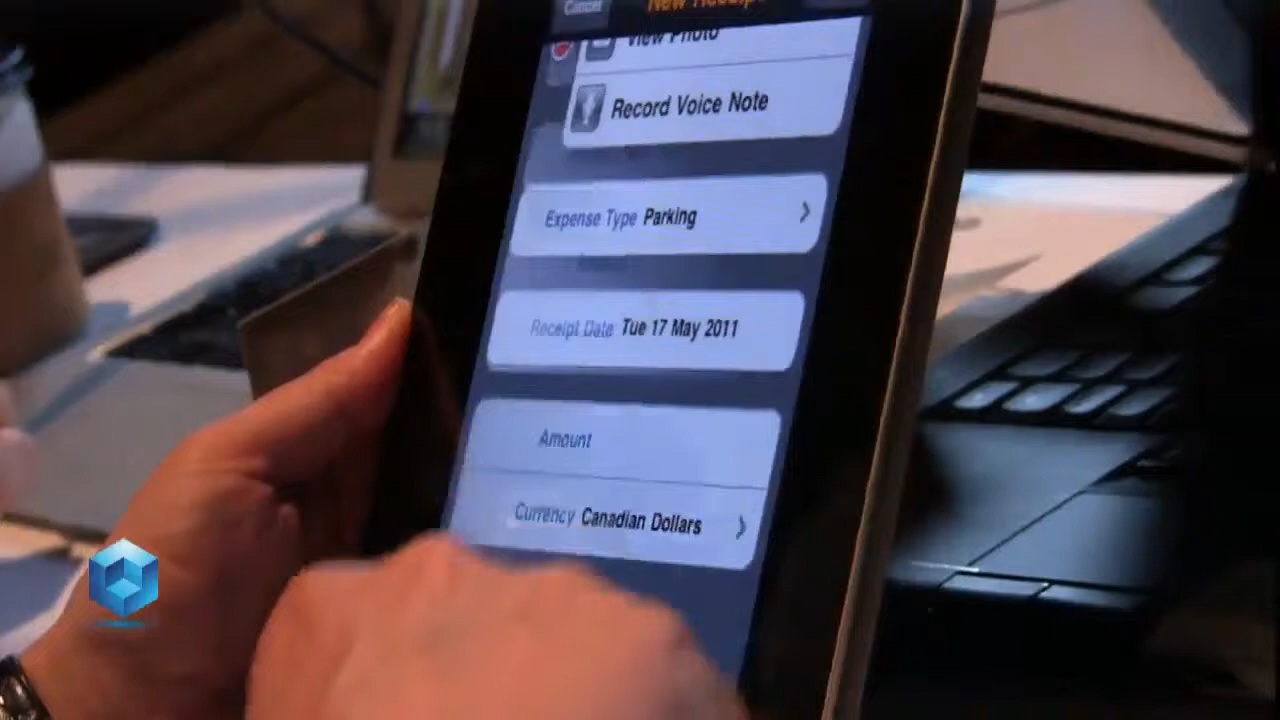 Cancel
New Receipt
View Photo
Record Voice Note
Expense Type Parking
Receipt Date Tue 17 May 2011
Amount
Currency Canadian Dollars